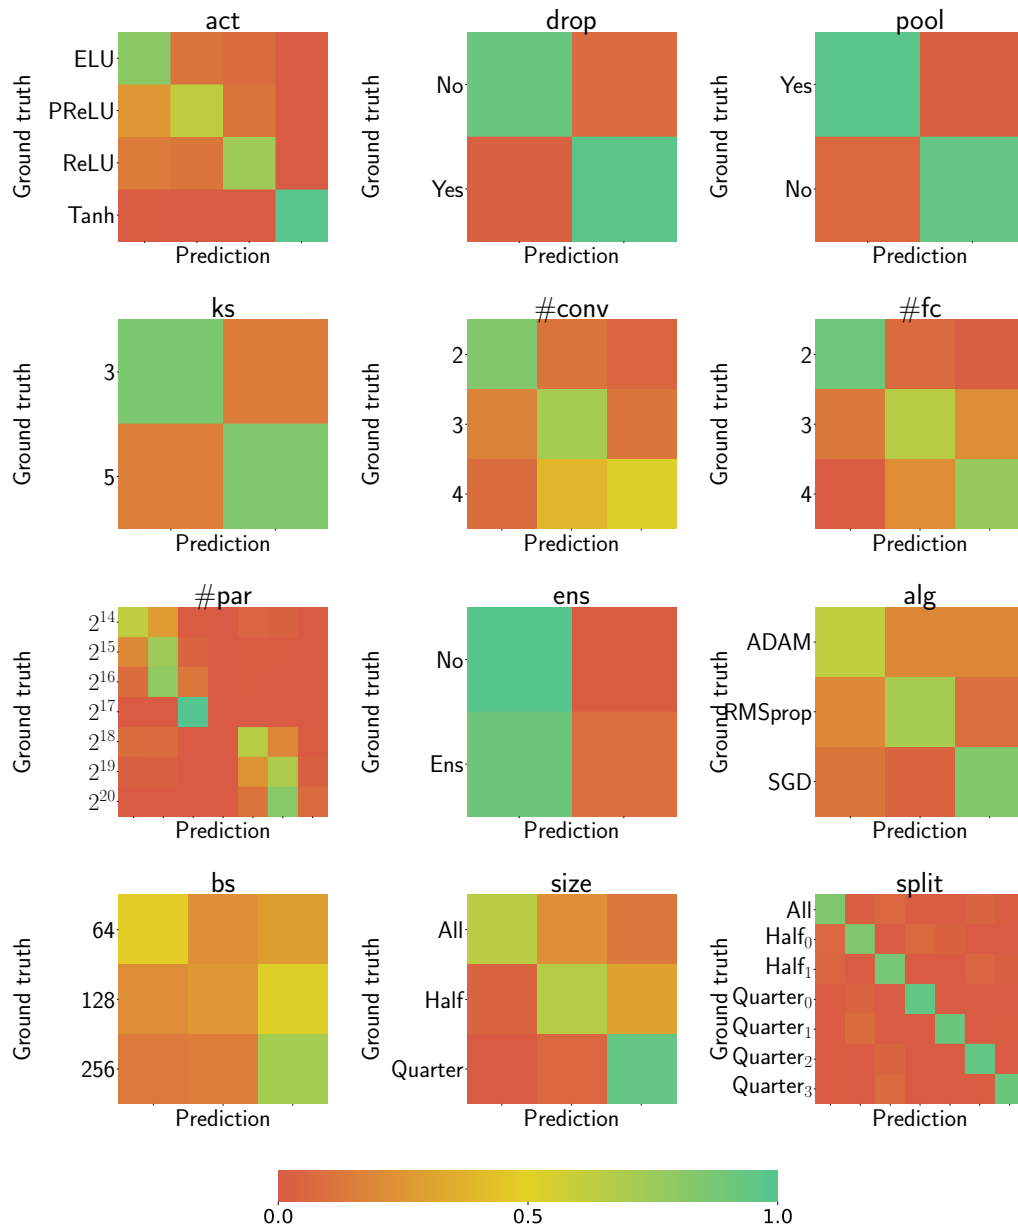 act
Ground truth
ELU
PReLU
ReLU
Tanh
Prediction
drop
Ground truth
No
Yes
Prediction
pool
Ground truth
Yes
No
Prediction
ks
Ground truth
3
5
Prediction
#conv
Ground truth
2
3
4
Prediction
#fc
Ground truth
2
3
4
Prediction
#par
Ground truth
2^14
2^15
2^16
2^17
2^18
2^19
2^20
Prediction
ens
Ground truth
No
Ens
Prediction
alg
Ground truth
ADAM
RMSprop
SGD
Prediction
bs
Ground truth
64
128
256
Prediction
size
Ground truth
All
Half
Quarter
Prediction
split
Ground truth
All
Half₀
Half₁
Quarter₀
Quarter₁
Quarter₂
Quarter₃
Prediction
0.0 0.5 1.0